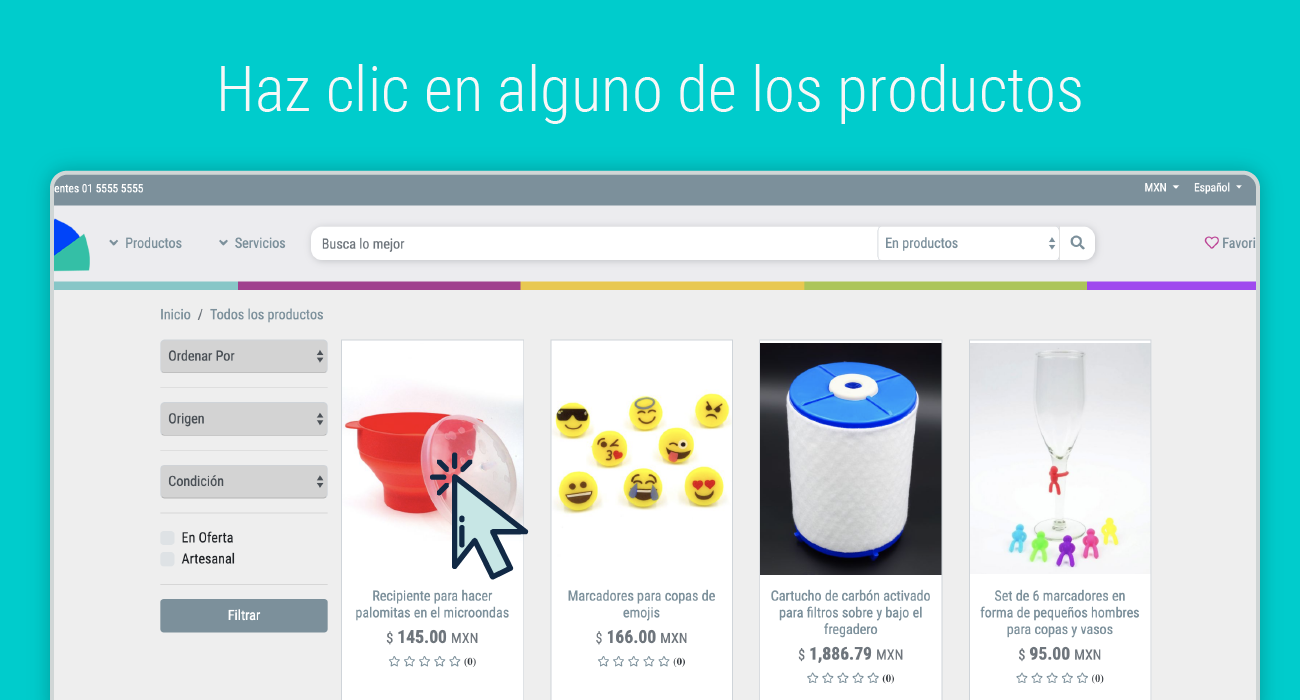 Haz clic en alguno de los productos
entes 01 5555 5555
MXN
Español
Productos
Servicios
Busca lo mejor
En productos
Favori
Inicio / Todos los productos
Ordenar Por
Origen
Condición
En Oferta
Artesanal
Filtrar
Recipiente para hacer
palomitas en el microondas
$ 145.00 MXN
(0)
Marcadores para copas de
emojis
$ 166.00 MXN
(0)
Cartucho de carbón activado
para filtros sobre y bajo el
fregadero
$ 1,886.79 MXN
(0)
Set de 6 marcadores en
forma de pequeños hombres
para copas y vasos
$ 95.00 MXN
(0)